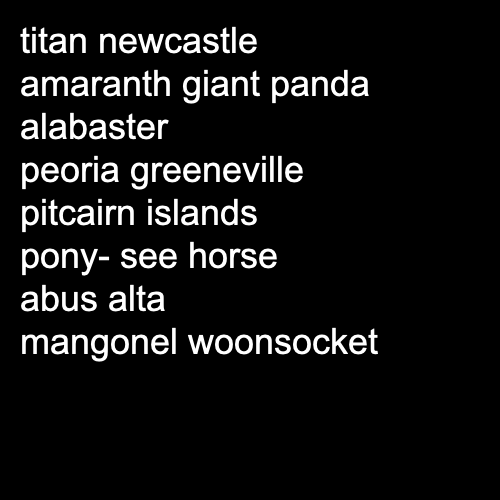 titan newcastle
amaranth giant panda
alabaster
peoria greeneville
pitcairn islands
pony- see horse
abus alta
mangonel woonsocket